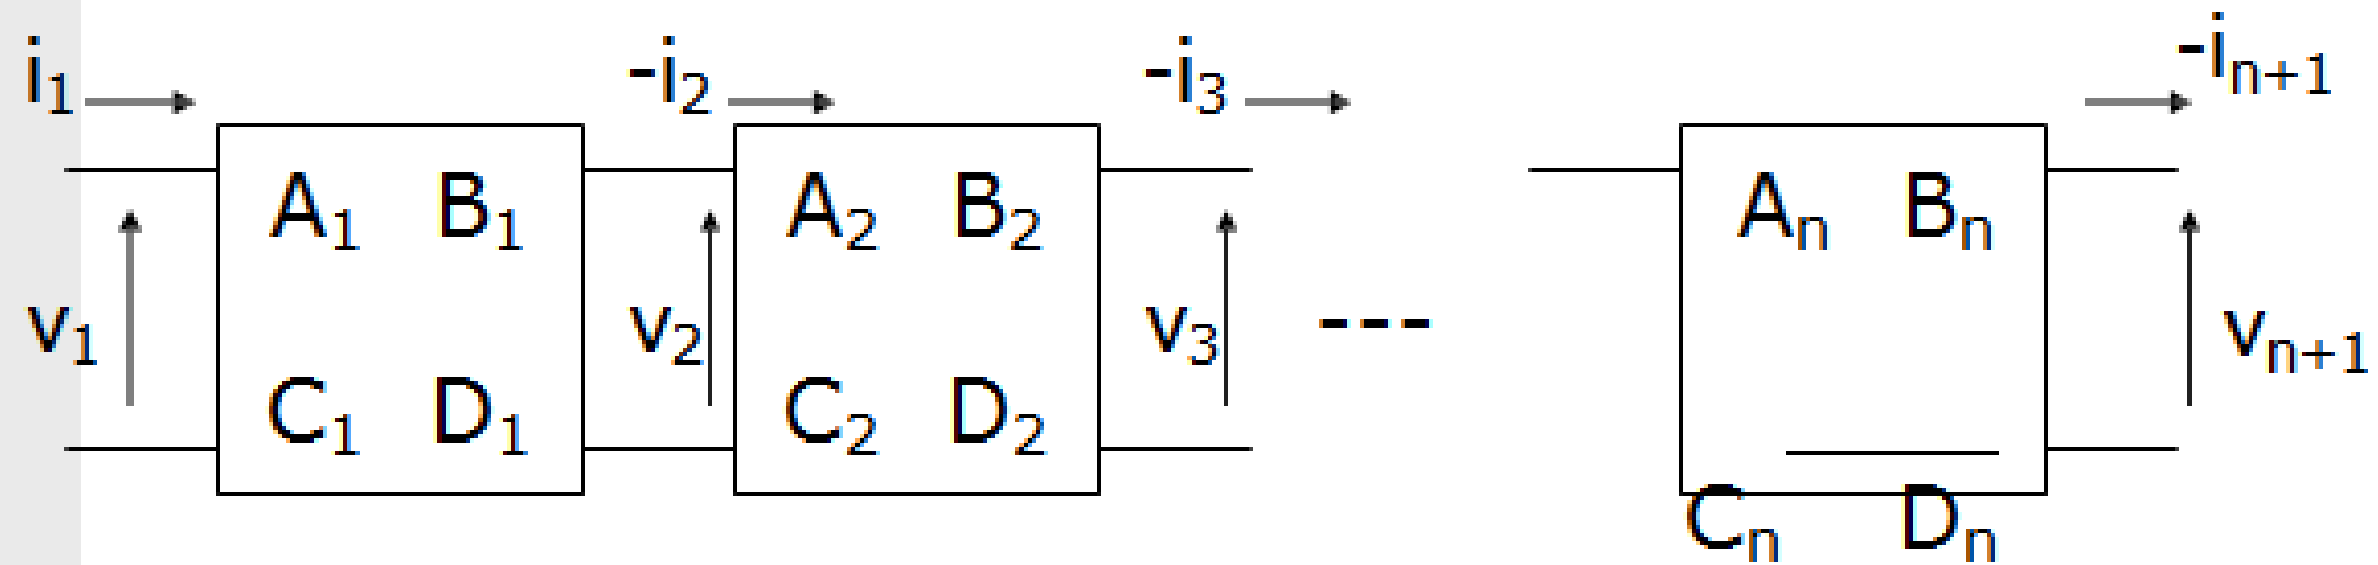 i₁ -i₂ -i₃ -iₙ₊₁
A₁ B₁ A₂ B₂ Aₙ Bₙ
v₁ v₂ v₃ --- vₙ₊₁
C₁ D₁ C₂ D₂
Cₙ Dₙ